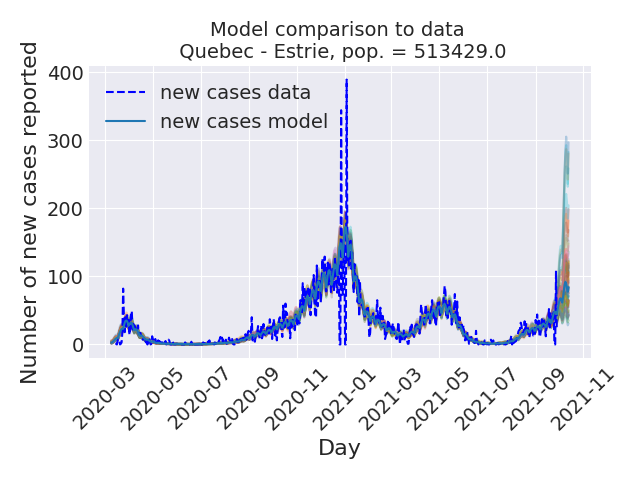 Model comparison to data
Quebec - Estrie, pop. = 513429.0
Number of new cases reported
400
300
200
100
0
new cases data
new cases model
2020-03
2020-05
2020-07
2020-09
2020-11
2021-01
2021-03
2021-05
2021-07
2021-09
2021-11
Day